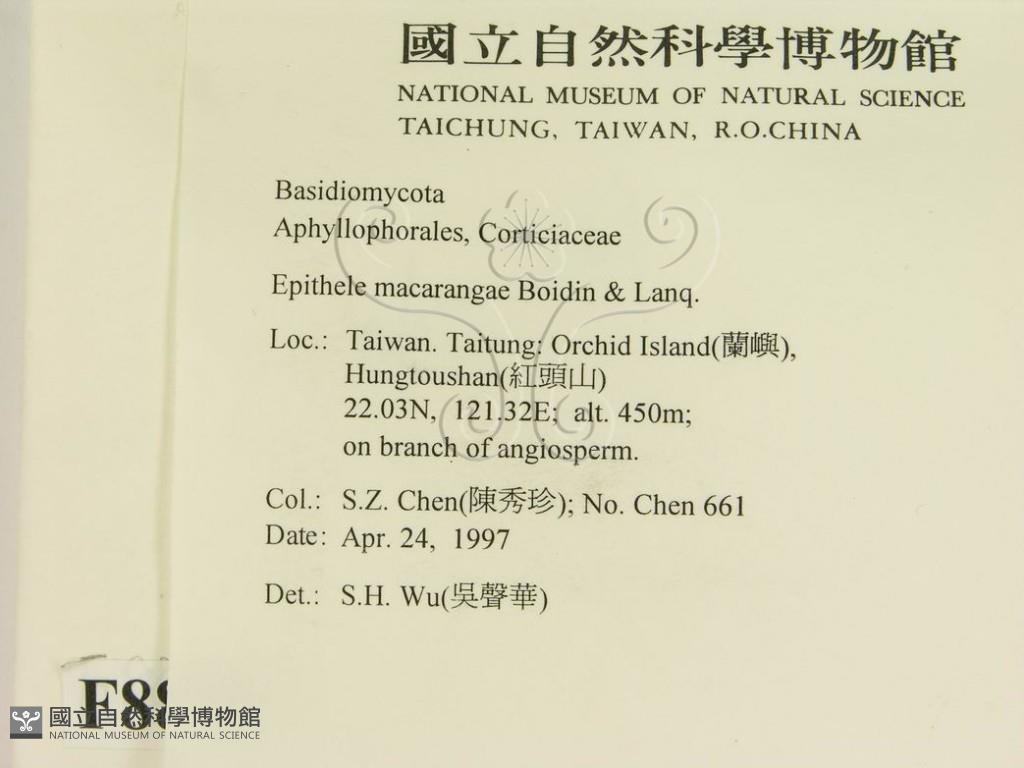 國立自然科學博物館
NATIONAL MUSEUM OF NATURAL SCIENCE
TAICHUNG, TAIWAN, R.O.CHINA
Basidiomycota
Aphyllophorales, Corticiaceae
Epithele macarangae Boidin & Lanq.
Loc.: Taiwan. Taitung: Orchid Island(蘭嶼),
Hungtoushan(紅頭山)
22.03N, 121.32E; alt. 450m;
on branch of angiosperm.
Col.: S.Z. Chen(陳秀珍); No. Chen 661
Date: Apr. 24, 1997
Det.: S.H. Wu(吳聲華)
國立自然科學博物館
NATIONAL MUSEUM OF NATURAL SCIENCE